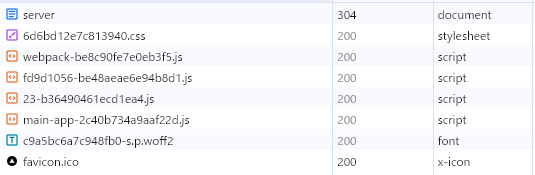 server 304 document
6d6bd12e7c813940.css 200 stylesheet
webpack-be8c90fe7e0eb3f5.js 200 script
fd9d1056-be48aeae6e94b8d1.js 200 script
23-b36490461ecd1ea4.js 200 script
main-app-2c40b734a9aaf22d.js 200 script
c9a5bc6a7c948fb0-s.p.woff2 200 font
favicon.ico 200 x-icon